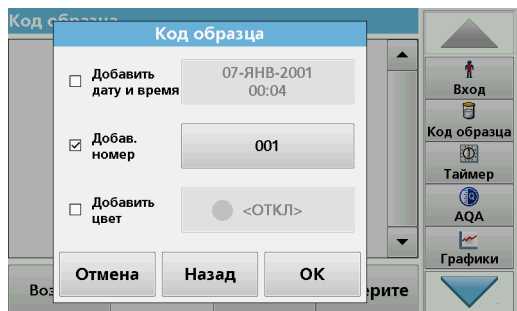 Код образца
Код образца
Добавить
дату и время
07-ЯНВ-2001
00:04
Добав.
номер
001
Добавить
цвет
<ОТКЛ>
Отмена
Назад
OK
Воз
ерите
Вход
Код образца
Таймер
AQA
Графики